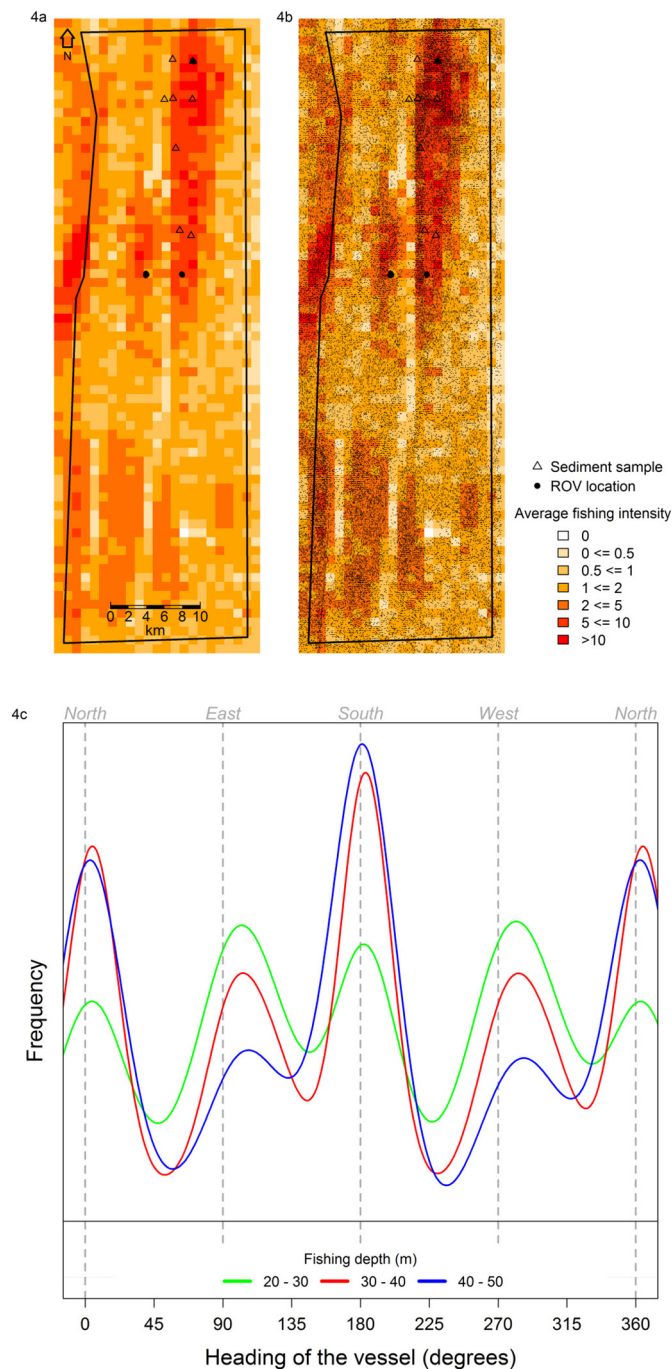 4a
4b
N
0 2 4 6 8 10
km
Sediment sample
ROV location
Average fishing intensity
0
0 <= 0.5
0.5 <= 1
1 <= 2
2 <= 5
5 <= 10
>10
4c
North East South West North
Frequency
Fishing depth (m)
20 - 30 30 - 40 40 - 50
0 45 90 135 180 225 270 315 360
Heading of the vessel (degrees)